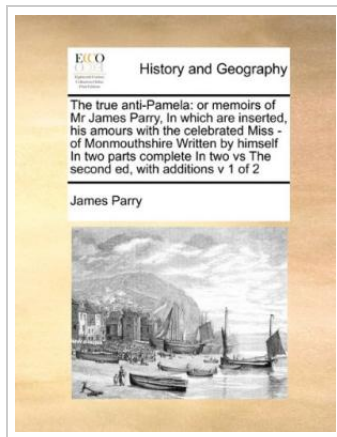 ECCO
History and Geography
The true anti-Pamela: or memoirs of
Mr James Parry, In which are inserted,
his amours with the celebrated Miss -
of Monmouthshire Written by himself
In two parts complete In two vs The
second ed, with additions v 1 of 2
James Parry